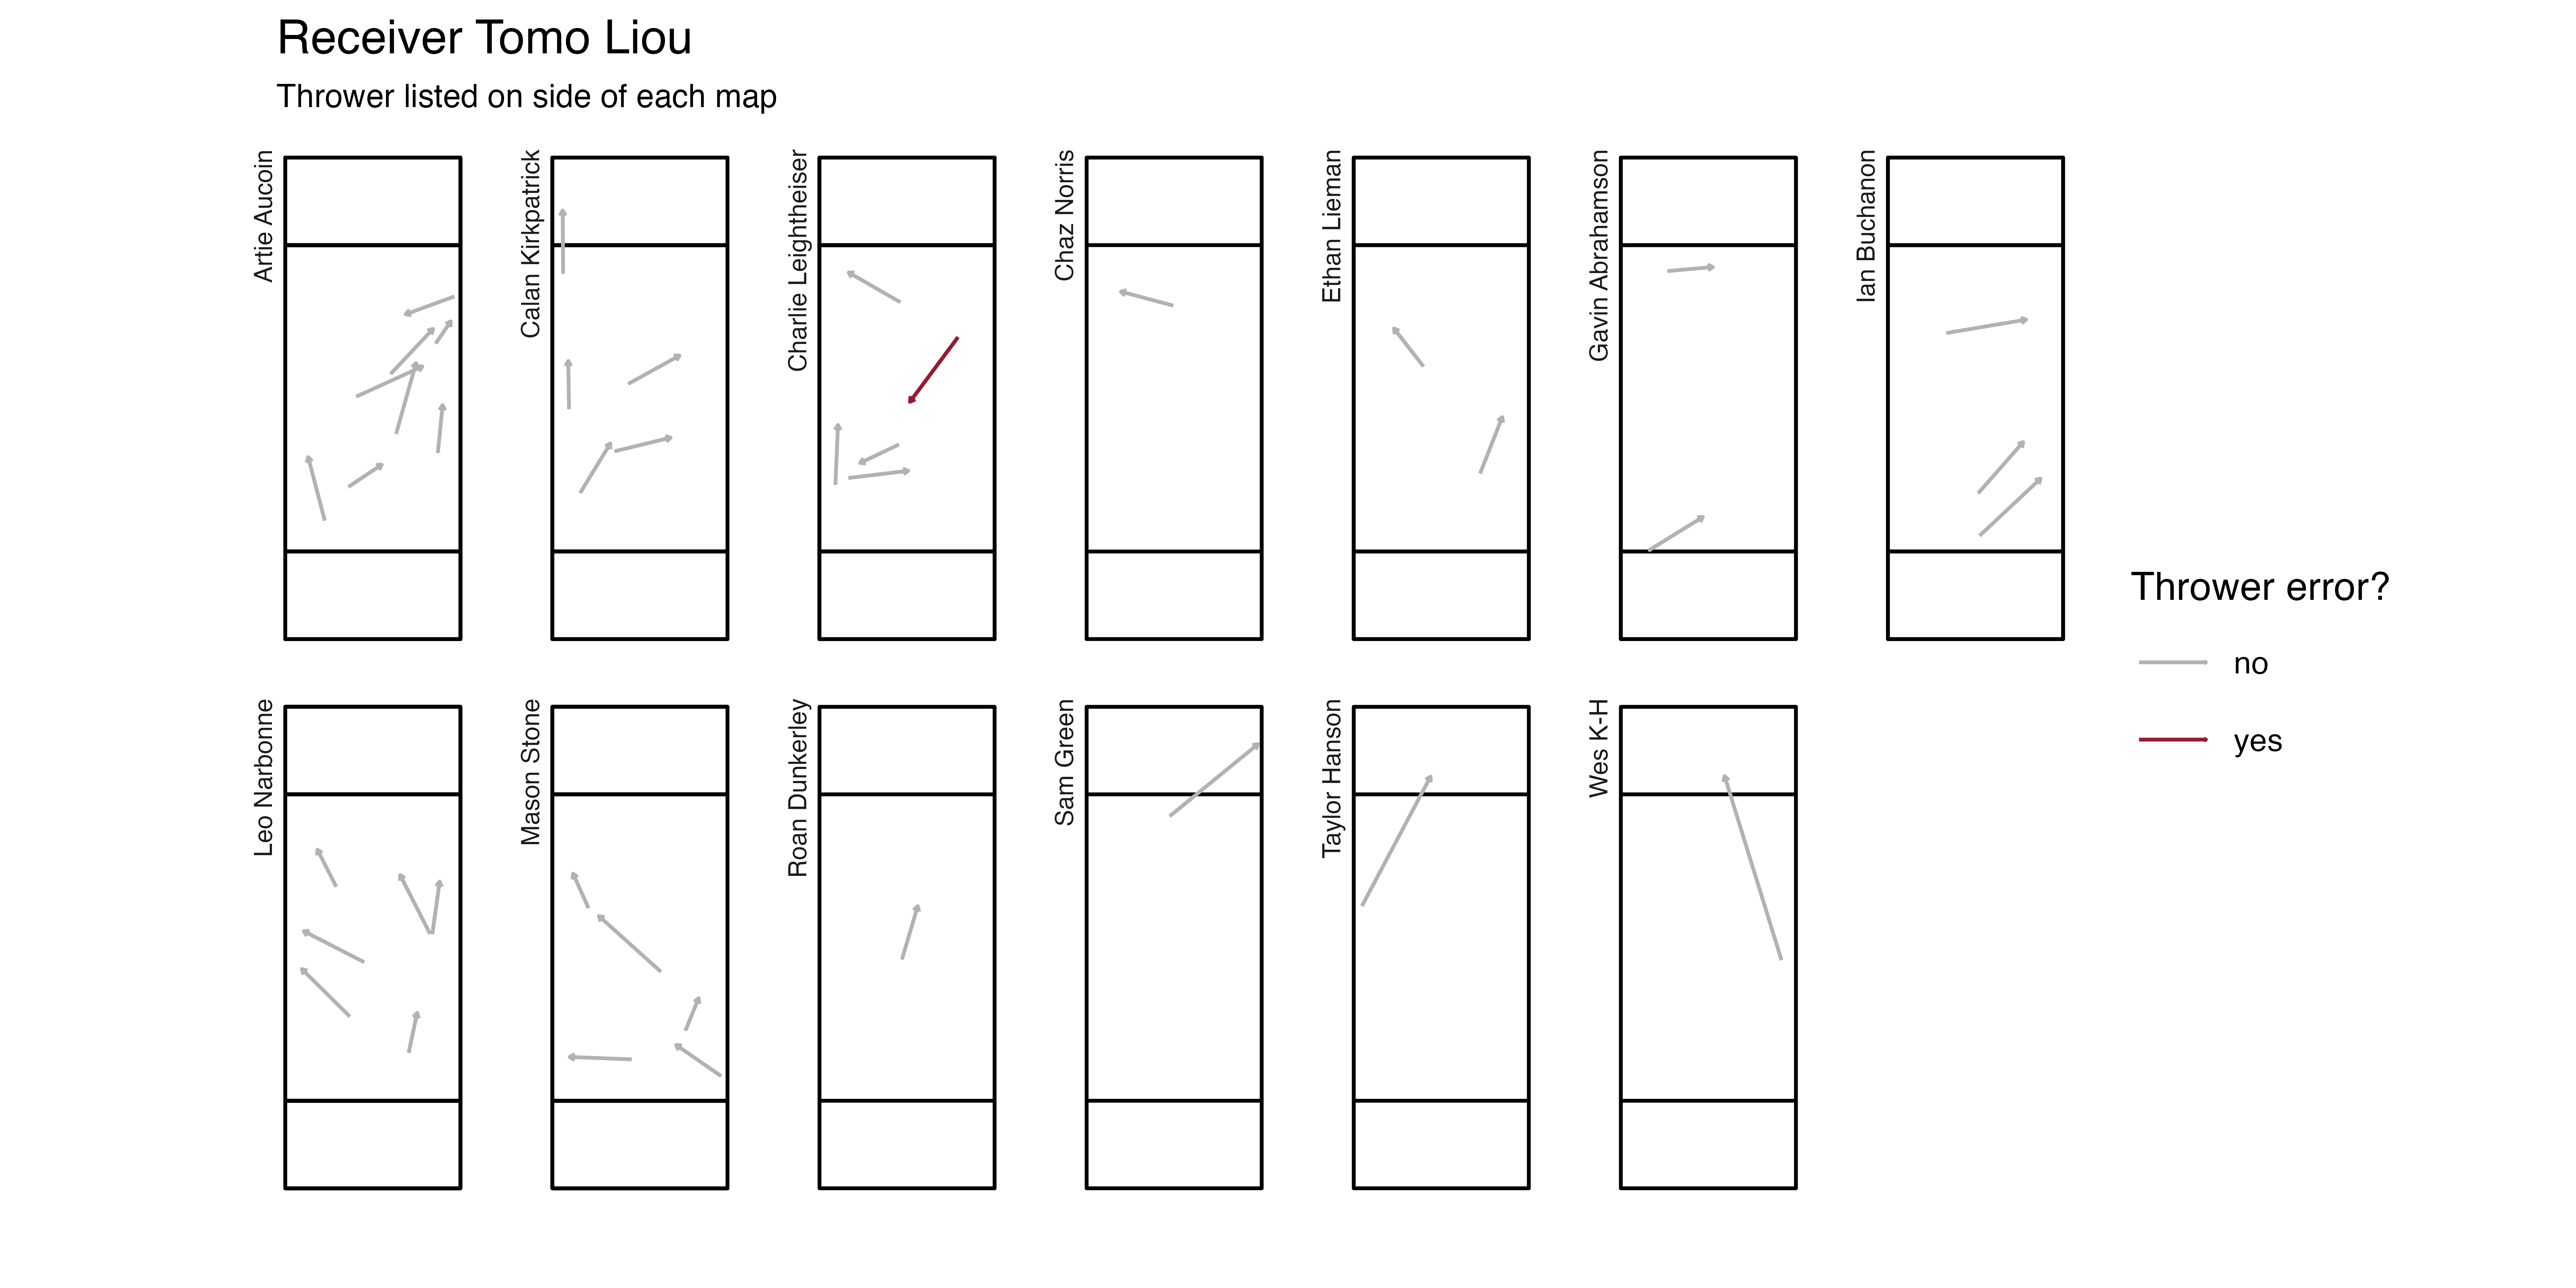 Receiver Tomo Liou
Thrower listed on side of each map
Artie Aucoin
Calan Kirkpatrick
Charlie Leightheiser
Chaz Norris
Ethan Lieman
Gavin Abrahamson
Ian Buchanon
Leo Narbonne
Mason Stone
Roan Dunkerley
Sam Green
Taylor Hanson
Wes K-H
Thrower error?
no
yes